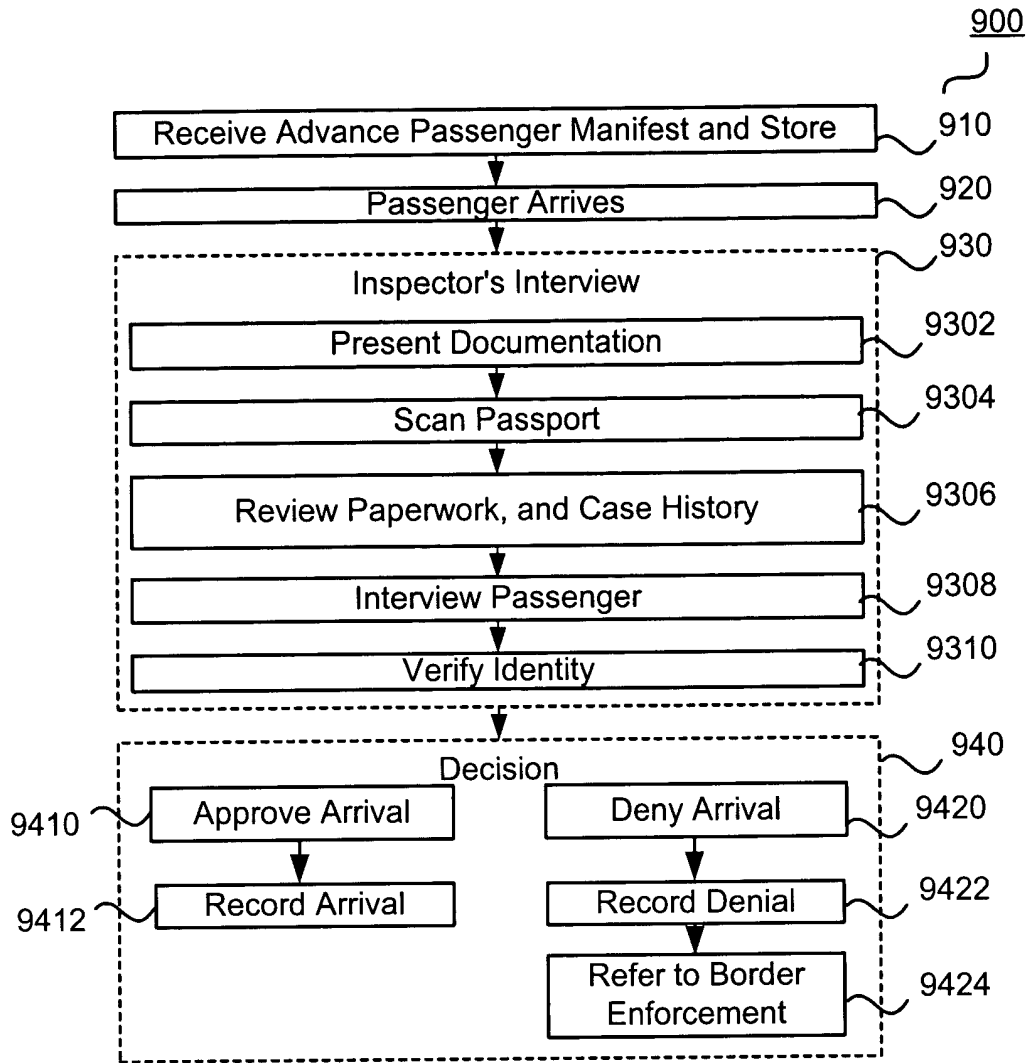 900
Receive Advance Passenger Manifest and Store
910
Passenger Arrives
920
930
Inspector's Interview
Present Documentation
9302
Scan Passport
9304
Review Paperwork, and Case History
9306
Interview Passenger
9308
Verify Identity
9310
940
Decision
9410
Approve Arrival
Deny Arrival
9420
9412
Record Arrival
Record Denial
9422
Refer to Border
Enforcement
9424